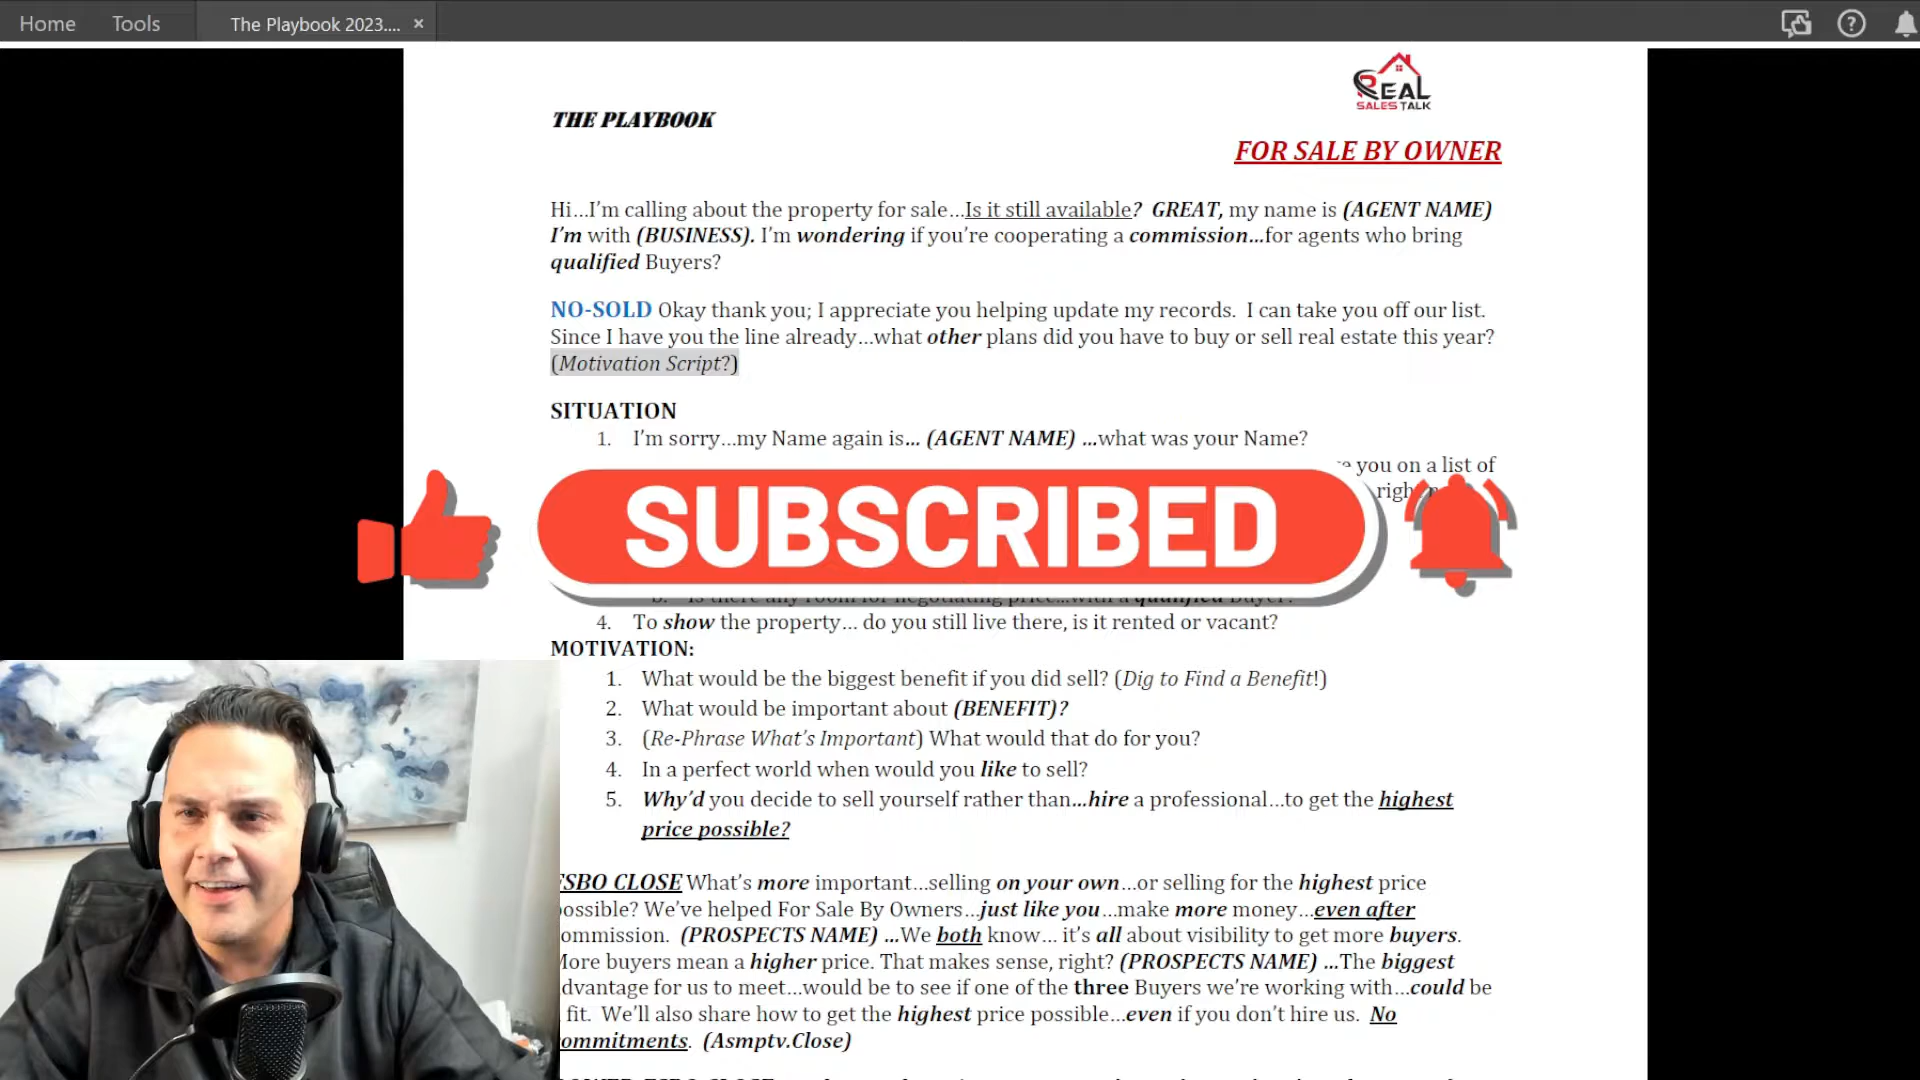 Home Tools The Playbook 2023.... ×
REAL
SALES TALK
THE PLAYBOOK
FOR SALE BY OWNER
Hi…I’m calling about the property for sale…Is it still available? GREAT, my name is (AGENT NAME)
I’m with (BUSINESS). I’m wondering if you’re cooperating a commission…for agents who bring
qualified Buyers?
NO-SOLD Okay thank you; I appreciate you helping update my records. I can take you off our list.
Since I have you the line already…what other plans did you have to buy or sell real estate this year?
(Motivation Script?)
SITUATION
1. I’m sorry…my Name again is… (AGENT NAME) …what was your Name?
you on a list of
SUBSCRIBED
b. Is there any room for negotiating price…with a qualified Buyer?
4. To show the property… do you still live there, is it rented or vacant?
MOTIVATION:
1. What would be the biggest benefit if you did sell? (Dig to Find a Benefit!)
2. What would be important about (BENEFIT)?
3. (Re-Phrase What’s Important) What would that do for you?
4. In a perfect world when would you like to sell?
5. Why’d you decide to sell yourself rather than…hire a professional…to get the highest
price possible?
FSBO CLOSE What’s more important…selling on your own…or selling for the highest price
possible? We’ve helped For Sale By Owners…just like you…make more money…even after
ommission. (PROSPECTS NAME) …We both know… it’s all about visibility to get more buyers.
More buyers mean a higher price. That makes sense, right? (PROSPECTS NAME) …The biggest
dvantage for us to meet…would be to see if one of the three Buyers we’re working with…could be
fit. We’ll also share how to get the highest price possible…even if you don’t hire us. No
ommitments. (Asmptv.Close)